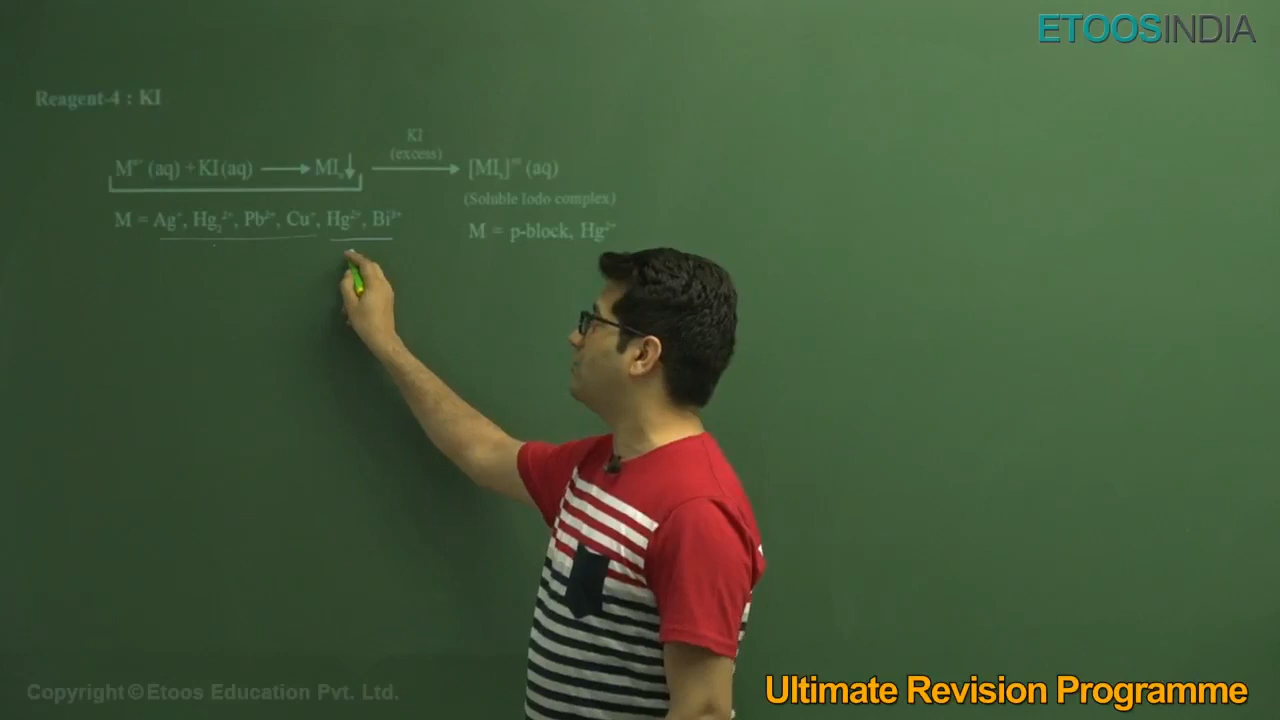 ETOOSINDIA
Reagent-4 : KI
KI
(excess)
Mⁿ⁺ (aq) + KI (aq) ⟶ MIₙ↓ ⟶ (aq)
(Soluble Iodo complex)
M = Ag⁺, Hg₂²⁺, Pb²⁺, Cu⁺, Hg²⁺, Bi³⁺
M = p-block, Hg²⁺
Copyright © Etoos Education Pvt. Ltd.
Ultimate Revision Programme